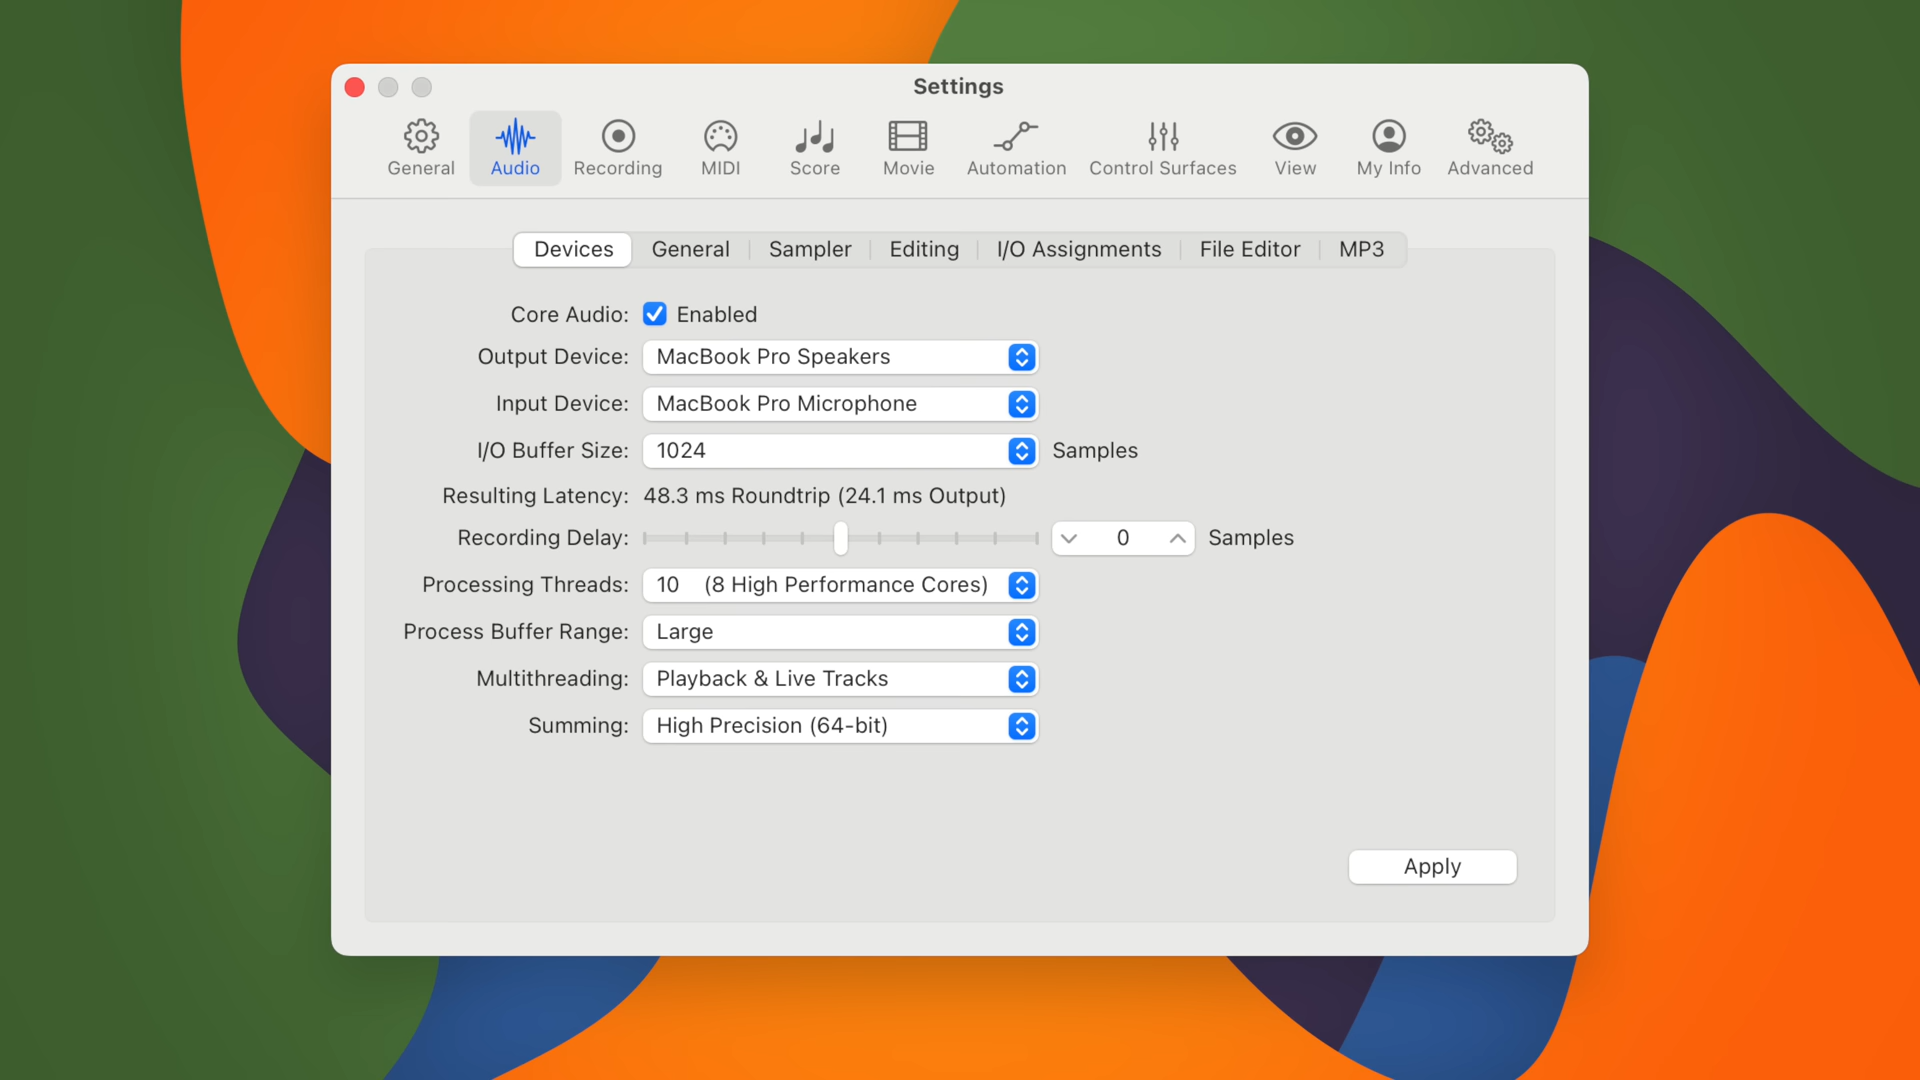 Settings
General Audio Recording MIDI Score Movie Automation Control Surfaces View My Info Advanced
Devices General Sampler Editing I/O Assignments File Editor MP3
Core Audio: Enabled
Output Device: MacBook Pro Speakers
Input Device: MacBook Pro Microphone
I/O Buffer Size: 1024 Samples
Resulting Latency: 48.3 ms Roundtrip (24.1 ms Output)
Recording Delay: 0 Samples
Processing Threads: 10 (8 High Performance Cores)
Process Buffer Range: Large
Multithreading: Playback & Live Tracks
Summing: High Precision (64-bit)
Apply